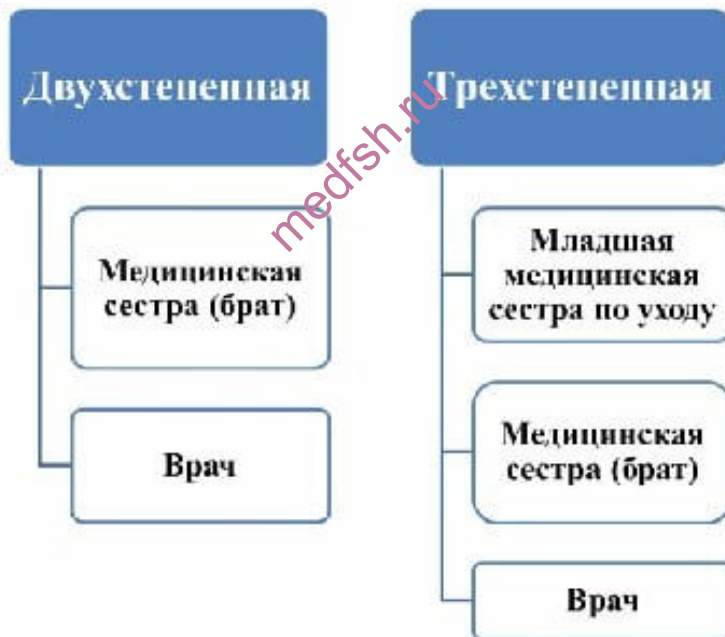 Двухстепенная
Медицинская
сестра (брат)
Врач
Трехстепенная
Младшая
медицинская
сестра по уходу
Медицинская
сестра (брат)
Врач
medfsh.ru